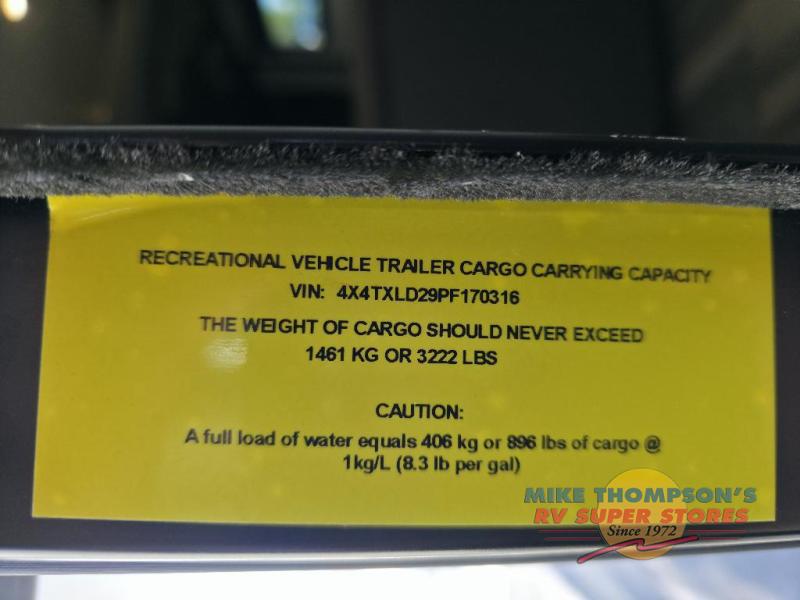 RECREATIONAL VEHICLE TRAILER CARGO CARRYING CAPACITY
VIN: 4X4TXLD29PF170316
THE WEIGHT OF CARGO SHOULD NEVER EXCEED
1461 KG OR 3222 LBS
CAUTION:
A full load of water equals 406 kg or 896 lbs of cargo @
1kg/L (8.3 lb per gal)
MIKE THOMPSON'S
RV SUPER STORES
Since 1972